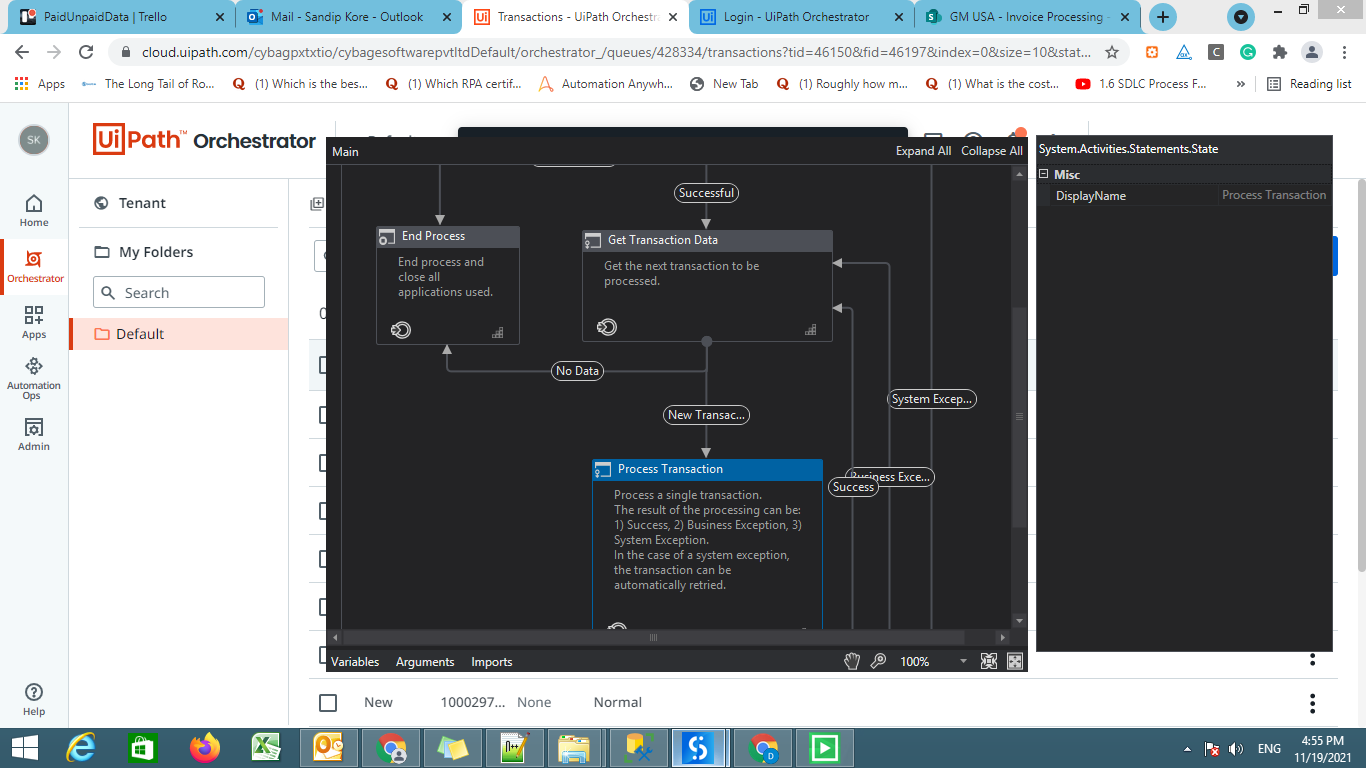 PaidUnpaidData | Trello
Mail - Sandip Kore - Outlook
Transactions - UiPath Orchestr
Login - UiPath Orchestrator
GM USA - Invoice Processing -
cloud.uipath.com/cybagpxtxtio/cybagesoftwarepvtltdDefault/orchestrator_/queues/428334/transactions?tid=46150&fid=46197&index=0&size=10&stat...
Apps
The Long Tail of Ro...
(1) Which is the bes...
(1) Which RPA certif...
Automation Anywh...
New Tab
(1) Roughly how m...
(1) What is the cost...
1.6 SDLC Process F...
»
Reading list
SK
UiPath™ Orchestrator
Home
Orchestrator
Apps
Automation
Ops
Admin
Help
Tenant
My Folders
Search
Default
Main
Expand All
Collapse All
Successful
End Process
End process and
close all
applications used.
Get Transaction Data
Get the next transaction to be
processed.
No Data
New Transac...
System Excep...
Business Exce...
Success
Process Transaction
Process a single transaction.
The result of the processing can be:
1) Success, 2) Business Exception, 3)
System Exception.
In the case of a system exception,
the transaction can be
automatically retried.
Variables
Arguments
Imports
100%
System.Activities.Statements.State
Misc
DisplayName
Process Transaction
New
1000297...
None
Normal
ENG
4:55 PM
11/19/2021